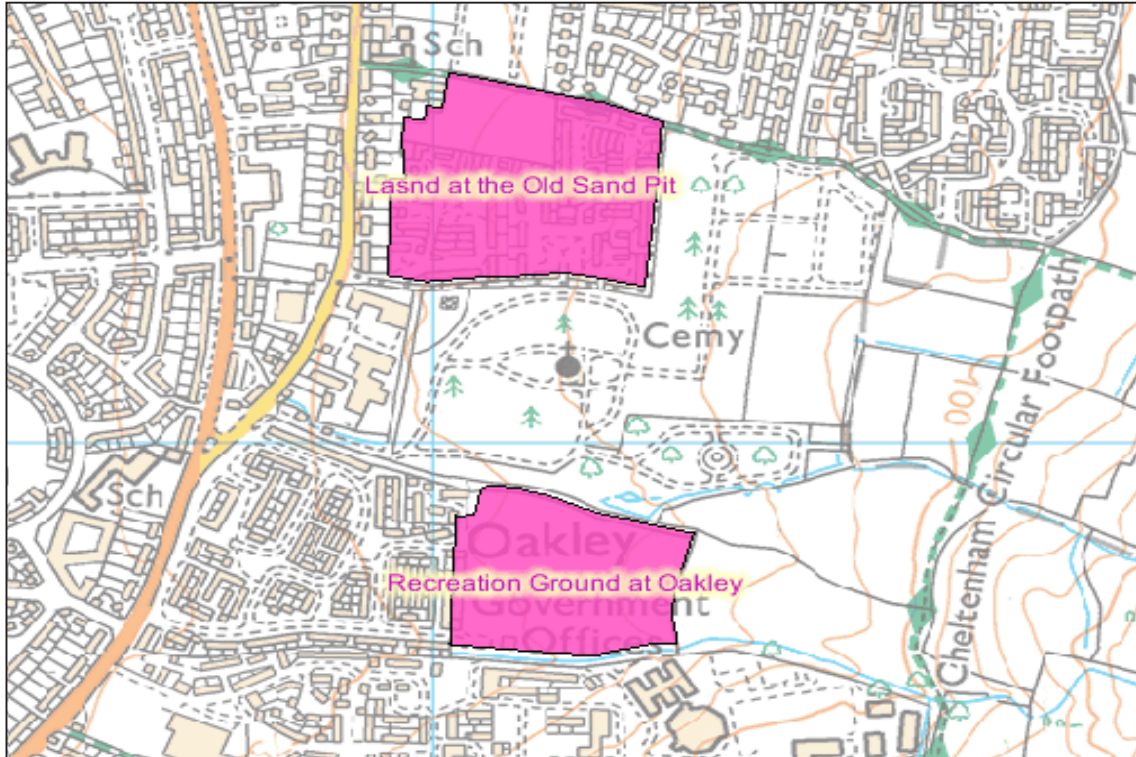 Sch
N
Lasnd at the Old Sand Pit
Cemy
100
Cheltenham Circular Footpath
Sch
Oakley
Recreation Ground at Oakley
Government
Offices